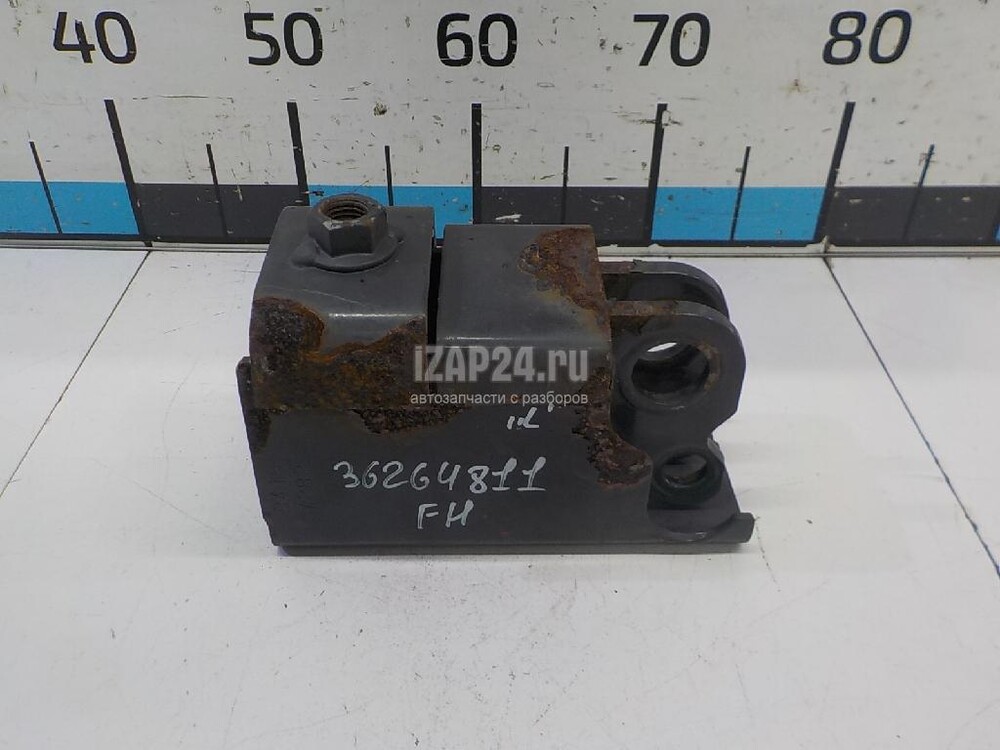 40 50 60 70 80
iZAP24.ru
автозапчасти с разборов
"L"
36264811
FH